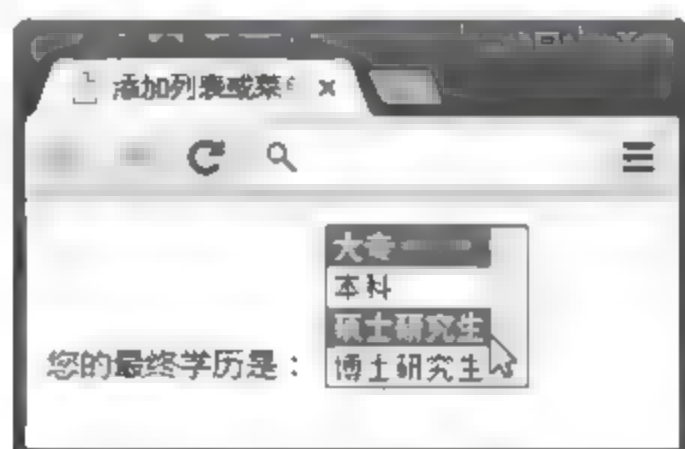 添加列表或菜
大专
本科
硕士研究生
您的最终学历是：
博士研究生